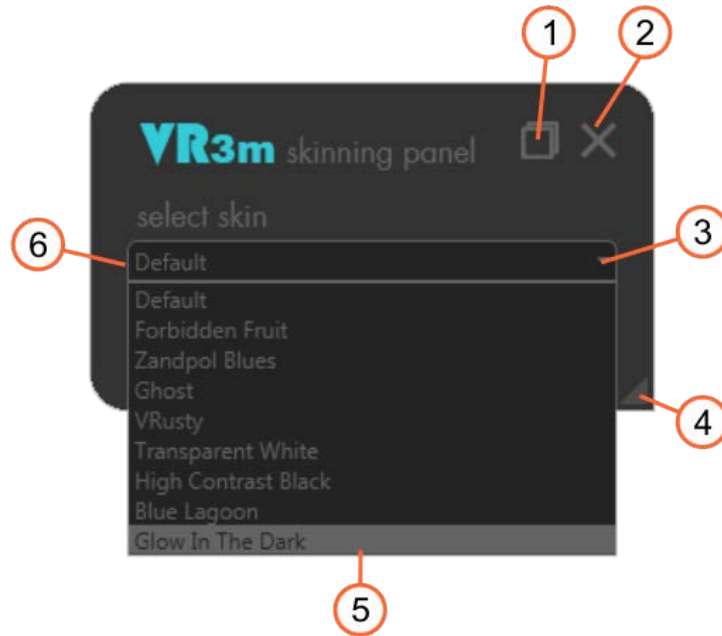 1 2
VR3m skinning panel
select skin
6 Default 3
Default
Forbidden Fruit
Zandpol Blues
Ghost
VRusty 4
Transparent White
High Contrast Black
Blue Lagoon
Glow In The Dark
5